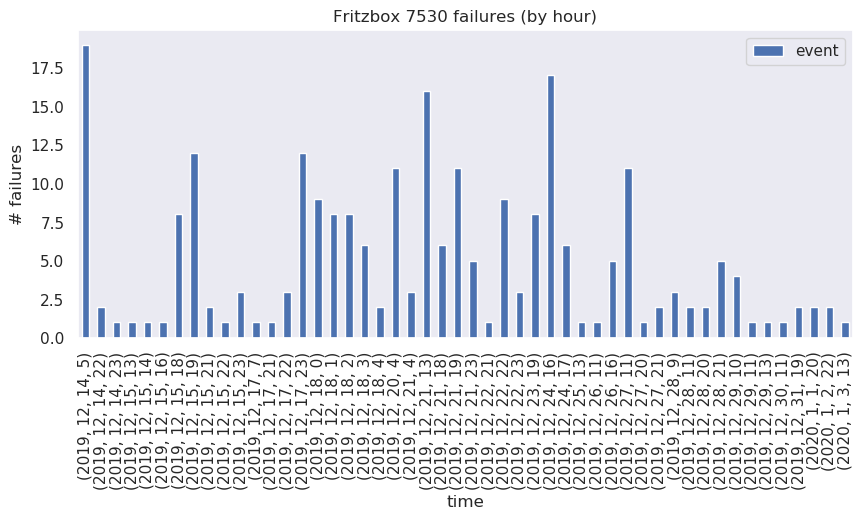 Fritzbox 7530 failures (by hour)
event
# failures
17.5
15.0
12.5
10.0
7.5
5.0
2.5
0.0
(2019, 12, 14, 5)
(2019, 12, 14, 22)
(2019, 12, 14, 23)
(2019, 12, 15, 13)
(2019, 12, 15, 14)
(2019, 12, 15, 16)
(2019, 12, 15, 18)
(2019, 12, 15, 19)
(2019, 12, 15, 21)
(2019, 12, 15, 22)
(2019, 12, 15, 23)
(2019, 12, 17, 7)
(2019, 12, 17, 21)
(2019, 12, 17, 22)
(2019, 12, 17, 23)
(2019, 12, 18, 0)
(2019, 12, 18, 1)
(2019, 12, 18, 2)
(2019, 12, 18, 3)
(2019, 12, 18, 4)
(2019, 12, 20, 4)
(2019, 12, 21, 4)
(2019, 12, 21, 13)
(2019, 12, 21, 18)
(2019, 12, 21, 19)
(2019, 12, 21, 23)
(2019, 12, 22, 21)
(2019, 12, 22, 22)
(2019, 12, 22, 23)
(2019, 12, 23, 19)
(2019, 12, 24, 16)
(2019, 12, 24, 17)
(2019, 12, 25, 13)
(2019, 12, 26, 11)
(2019, 12, 26, 16)
(2019, 12, 27, 11)
(2019, 12, 27, 20)
(2019, 12, 27, 21)
(2019, 12, 28, 9)
(2019, 12, 28, 11)
(2019, 12, 28, 20)
(2019, 12, 28, 21)
(2019, 12, 29, 10)
(2019, 12, 29, 11)
(2019, 12, 29, 13)
(2019, 12, 30, 11)
(2019, 12, 31, 19)
(2020, 1, 1, 20)
(2020, 1, 2, 22)
(2020, 1, 3, 13)
time